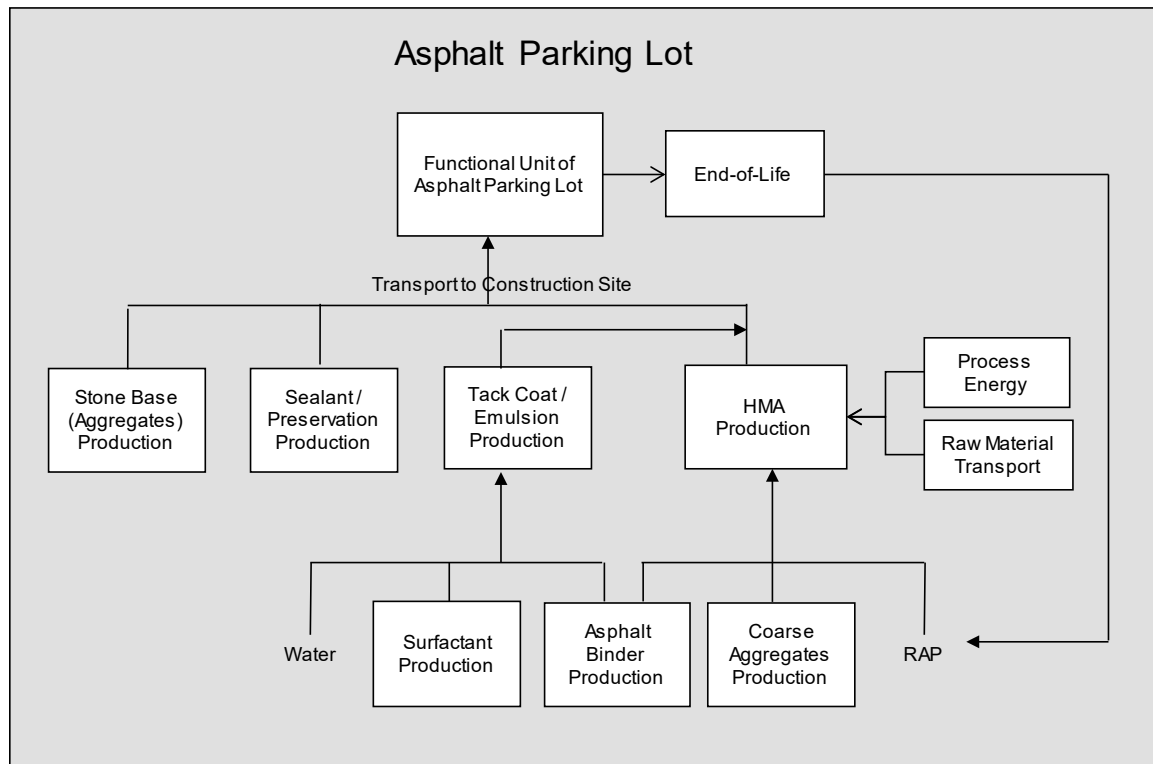 Asphalt Parking Lot
Functional Unit of
Asphalt Parking Lot
End-of-Life
Transport to Construction Site
Stone Base
(Aggregates)
Production
Sealant /
Preservation
Production
Tack Coat /
Emulsion
Production
HMA
Production
Process
Energy
Raw Material
Transport
Water
Surfactant
Production
Asphalt
Binder
Production
Coarse
Aggregates
Production
RAP